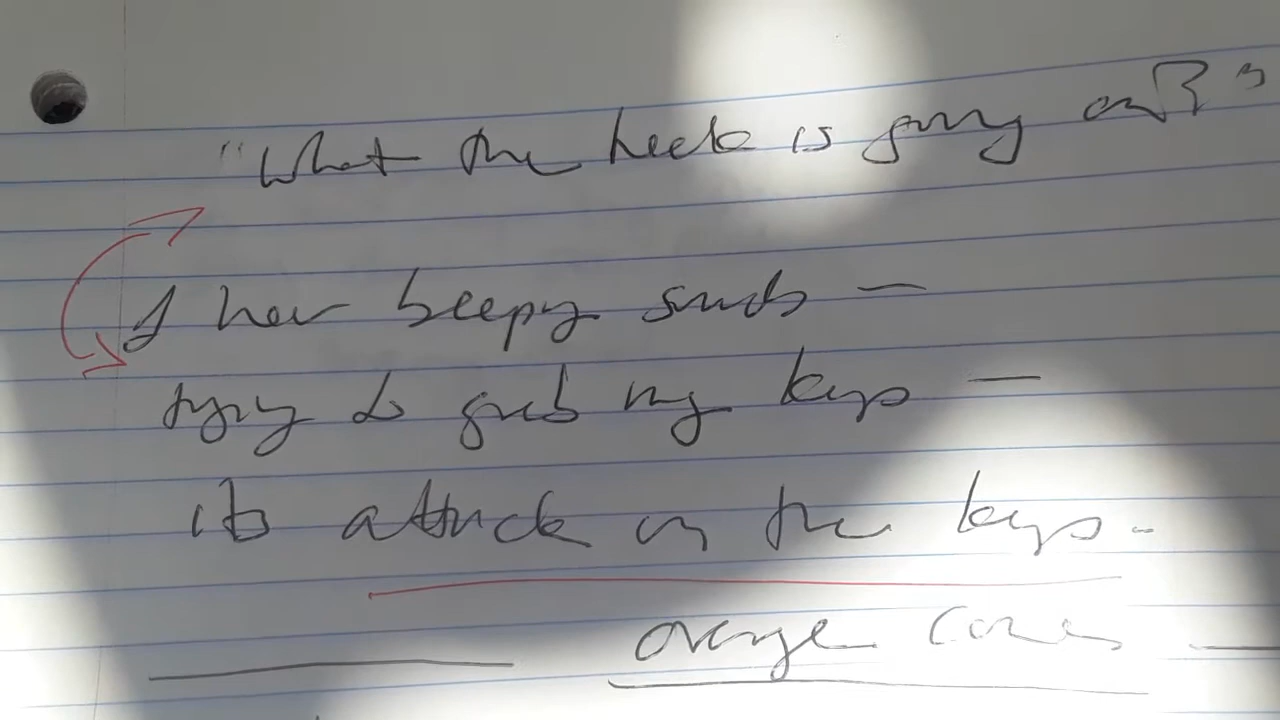 "What the heck is going on?"
I hear beepy sounds —
trying to grab my keys —
its attack on the keys.
orange cones